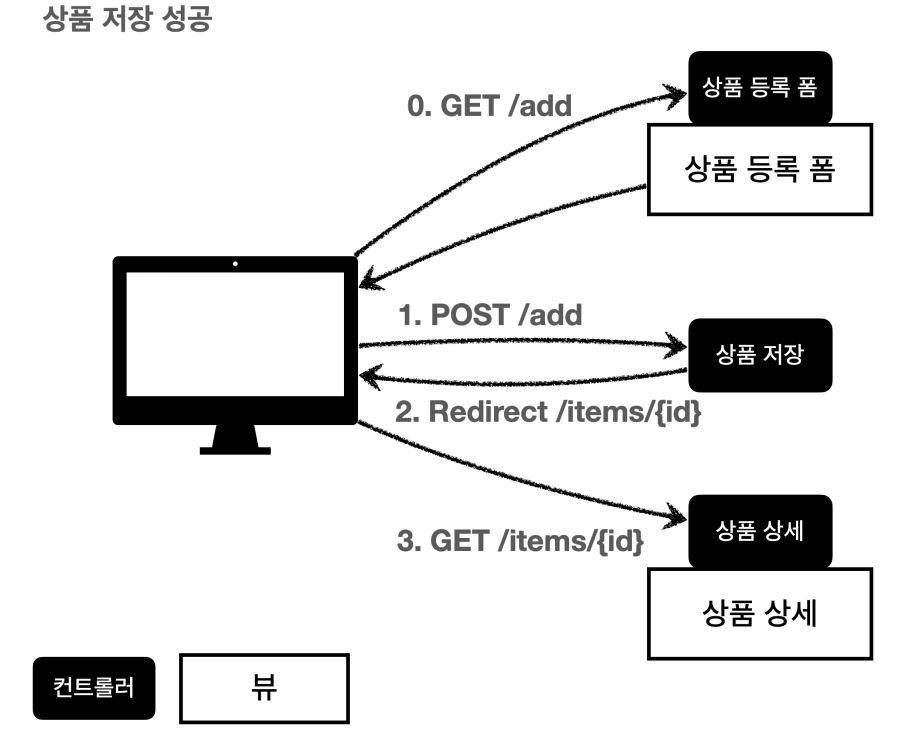 상품 저장 성공
0. GET /add
상품 등록 폼
상품 등록 폼
1. POST /add
상품 저장
2. Redirect /items/{id}
3. GET /items/{id}
상품 상세
상품 상세
컨트롤러
뷰